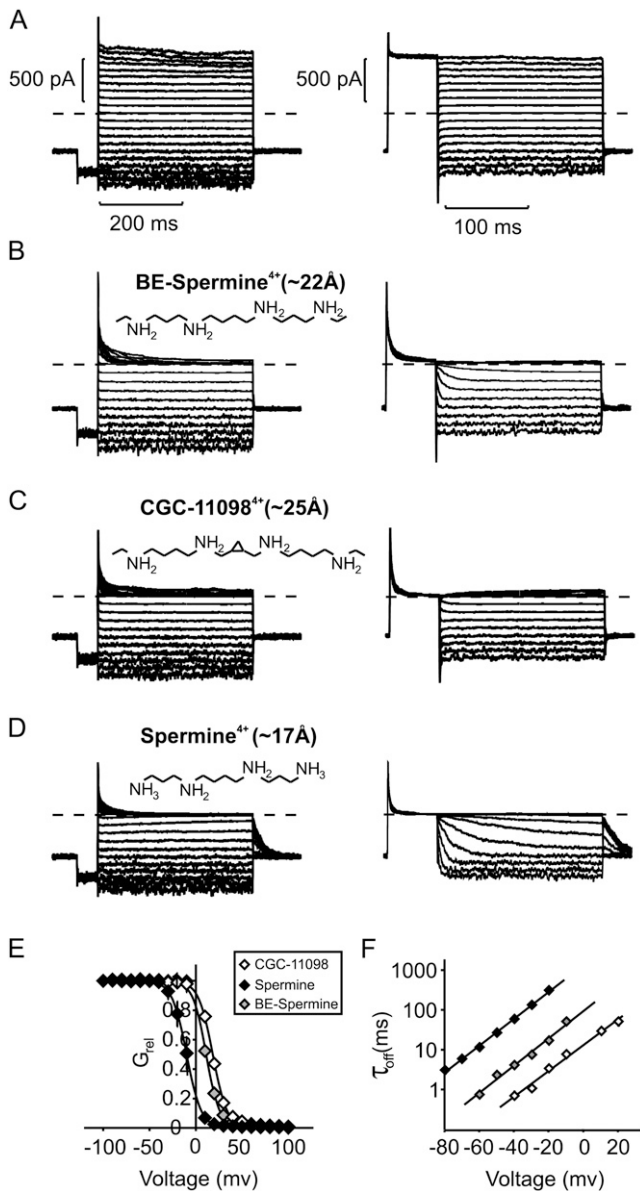 A
500 pA
500 pA
200 ms
100 ms
B
BE-Spermine4+(~22Å)
NH2 NH2
NH2 NH2
C
CGC-110984+(~25Å)
NH2 NH2
NH2 NH2
D
Spermine4+(~17Å)
NH2 NH3
NH3 NH2
E
CGC-11098
Spermine
BE-Spermine
Grel
0.8
0.6
0.4
0.2
0
-100 -50 0 50 100
Voltage (mv)
F
τoff(ms)
1000
100
10
1
-80 -60 -40 -20 0 20
Voltage (mv)